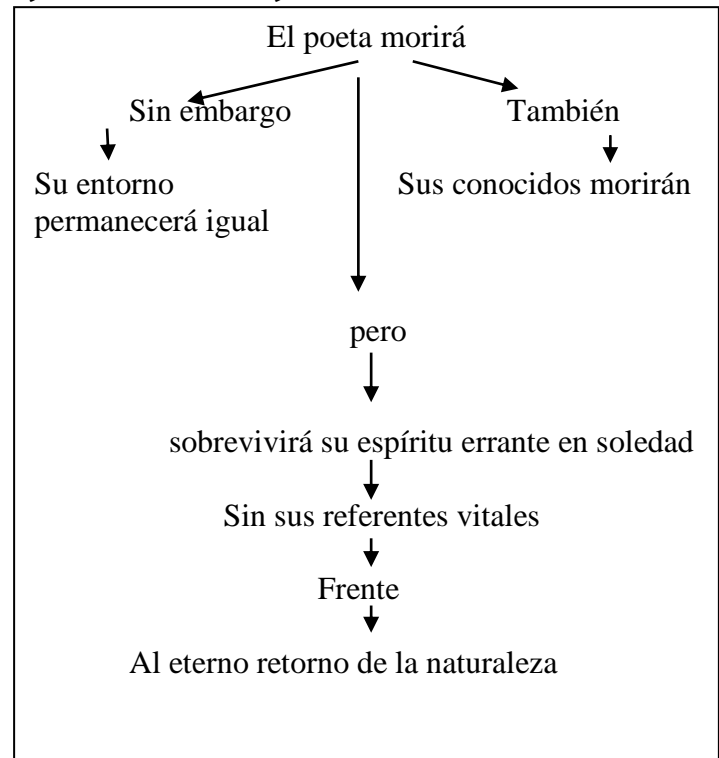 El poeta morirá
Sin embargo
También
Su entorno
permanecerá igual
Sus conocidos morirán
pero
sobrevivirá su espíritu errante en soledad
Sin sus referentes vitales
Frente
Al eterno retorno de la naturaleza